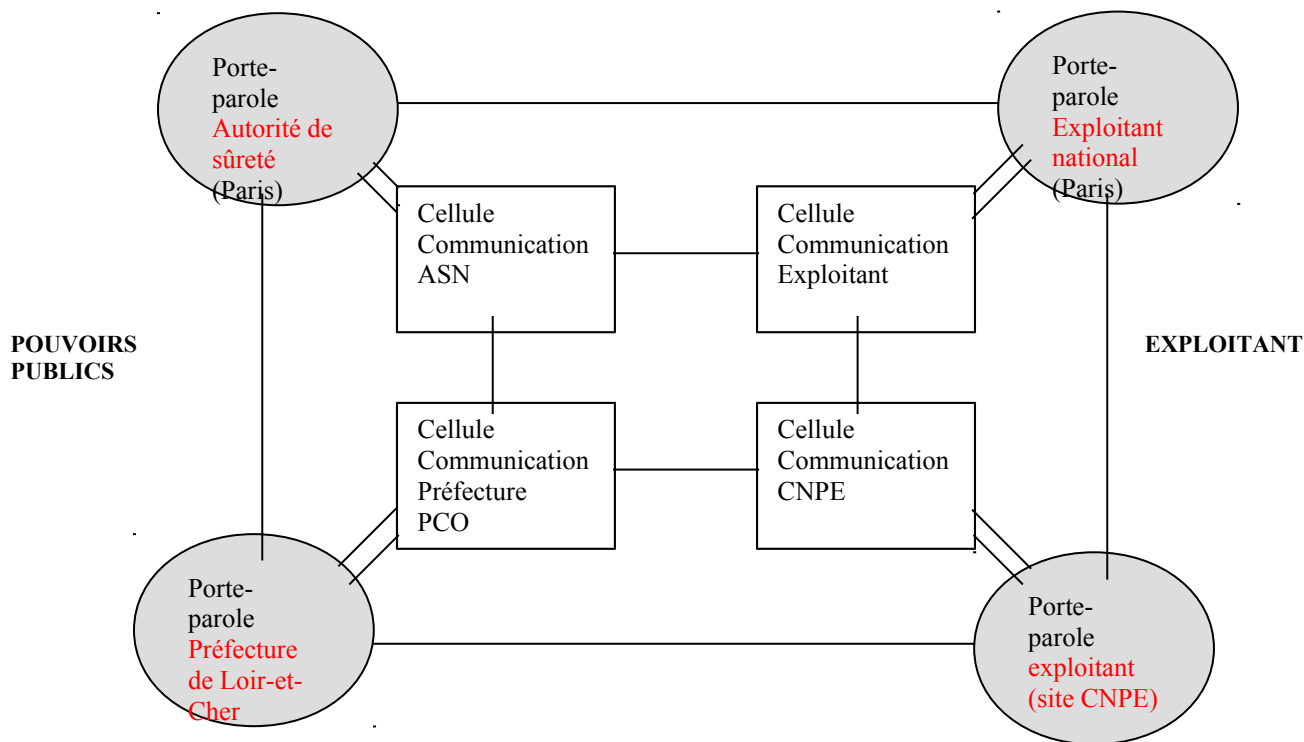 Porte-
parole
Autorité de
sûreté
(Paris)
Porte-
parole
Exploitant
national
(Paris)
Cellule
Communication
ASN
Cellule
Communication
Exploitant
POUVOIRS
PUBLICS
EXPLOITANT
Cellule
Communication
Préfecture
PCO
Cellule
Communication
CNPE
Porte-
parole
Préfecture
de Loir-et-
Cher
Porte-
parole
exploitant
(site CNPE)